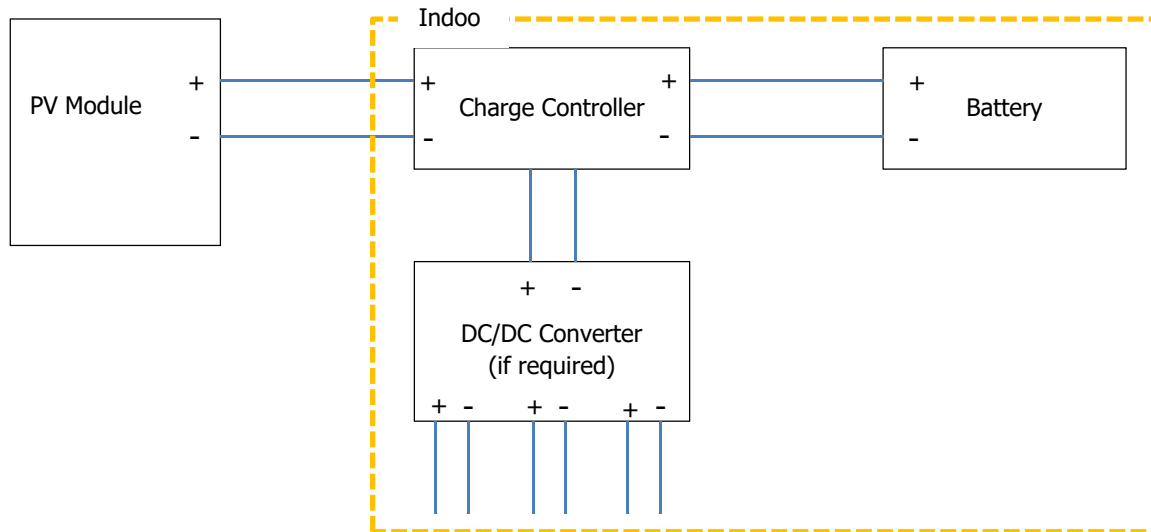 Indoo
PV Module
+
-
+
-
Charge Controller
+
-
+
-
Battery
+ -
DC/DC Converter
(if required)
+ - + - + -